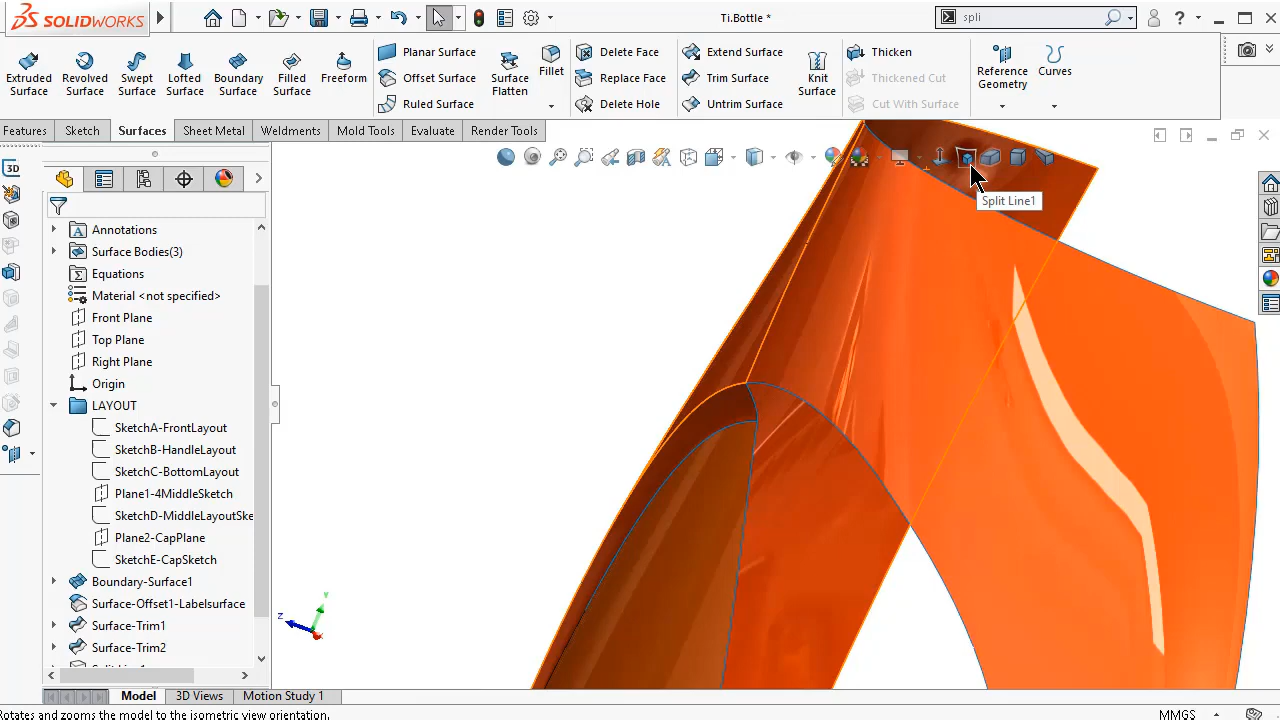 SOLIDWORKS
Ti.Bottle *
spli
Extruded Surface
Revolved Surface
Swept Surface
Lofted Surface
Boundary Surface
Filled Surface
Freeform
Planar Surface
Offset Surface
Ruled Surface
Surface Flatten
Fillet
Delete Face
Replace Face
Delete Hole
Extend Surface
Trim Surface
Untrim Surface
Knit Surface
Thicken
Thickened Cut
Cut With Surface
Reference Geometry
Curves
Features Sketch Surfaces Sheet Metal Weldments Mold Tools Evaluate Render Tools
Split Line1
Annotations
Surface Bodies(3)
Equations
Material <not specified>
Front Plane
Top Plane
Right Plane
Origin
LAYOUT
SketchA-FrontLayout
SketchB-HandleLayout
SketchC-BottomLayout
Plane1-4MiddleSketch
SketchD-MiddleLayoutSke
Plane2-CapPlane
SketchE-CapSketch
Boundary-Surface1
Surface-Offset1-Labelsurface
Surface-Trim1
Surface-Trim2
Split Line1
Y
Z
Model 3D Views Motion Study 1
Rotates and zooms the model to the isometric view orientation.
MMGS